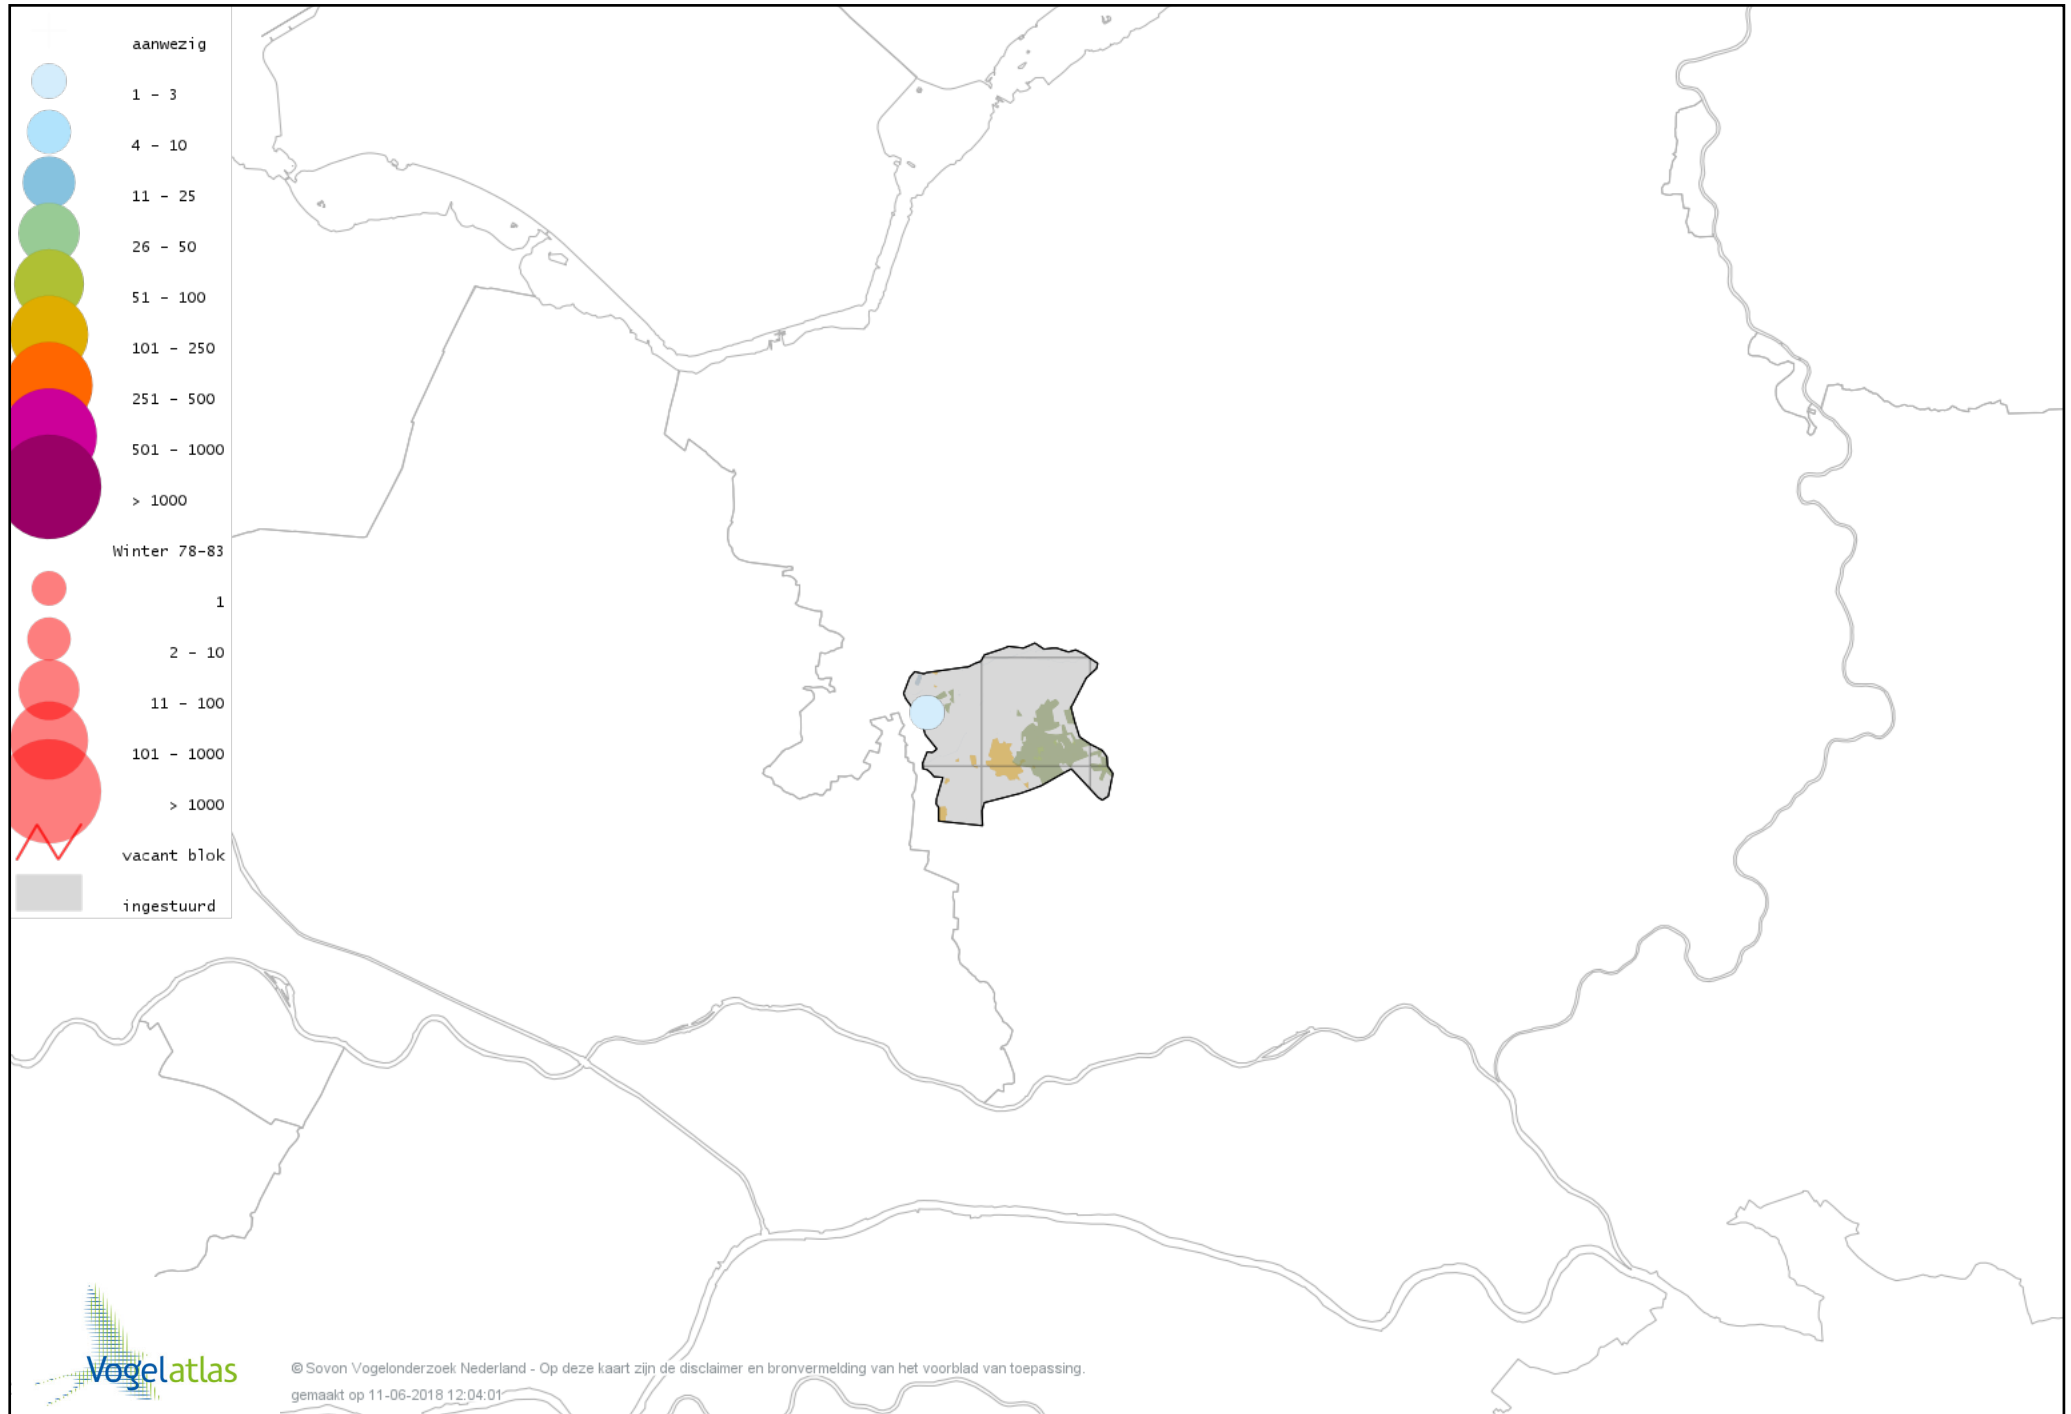 aanwezig
1 - 3
4 - 10
11 - 25
26 - 50
51 - 100
101 - 250
251 - 500
501 - 1000
> 1000
Winter 78-83
1
2 - 10
11 - 100
101 - 1000
> 1000
vacant blok
ingestuurd
Vogelatlas
© Sovon Vogelonderzoek Nederland - Op deze kaart zijn de disclaimer en bronvermelding van het voorblad van toepassing.
gemaakt op 11-06-2018 12:04:01